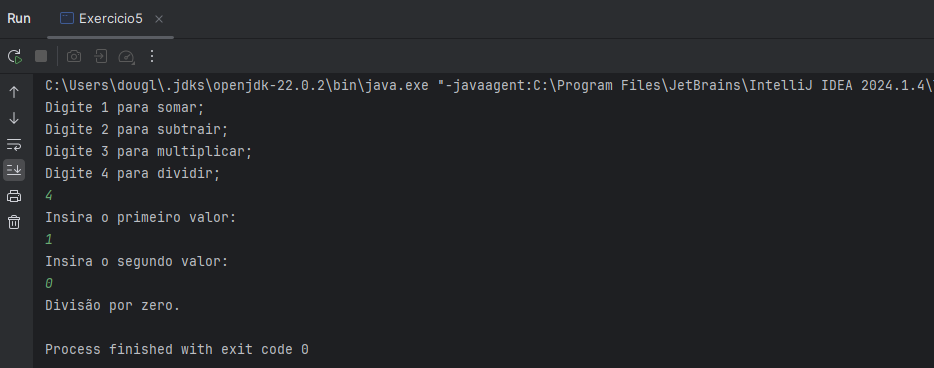 Run Exercicio5
C:\Users\dougl\.jdks\openjdk-22.0.2\bin\java.exe "-javaagent:C:\Program Files\JetBrains\IntelliJ IDEA 2024.1.4\
Digite 1 para somar;
Digite 2 para subtrair;
Digite 3 para multiplicar;
Digite 4 para dividir;
4
Insira o primeiro valor:
1
Insira o segundo valor:
0
Divisão por zero.
Process finished with exit code 0